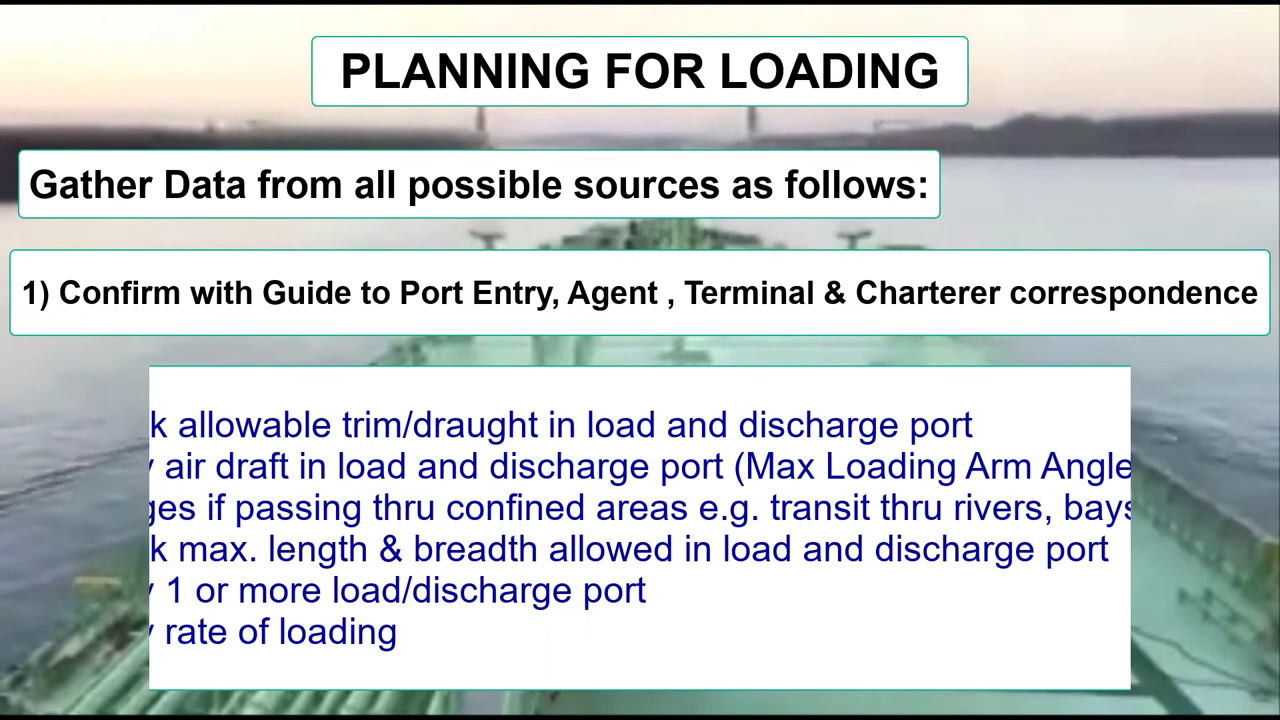 PLANNING FOR LOADING
Gather Data from all possible sources as follows:
1) Confirm with Guide to Port Entry, Agent , Terminal & Charterer correspondence
k allowable trim/draught in load and discharge port
air draft in load and discharge port (Max Loading Arm Angle
ges if passing thru confined areas e.g. transit thru rivers, bays
k max. length & breadth allowed in load and discharge port
1 or more load/discharge port
rate of loading